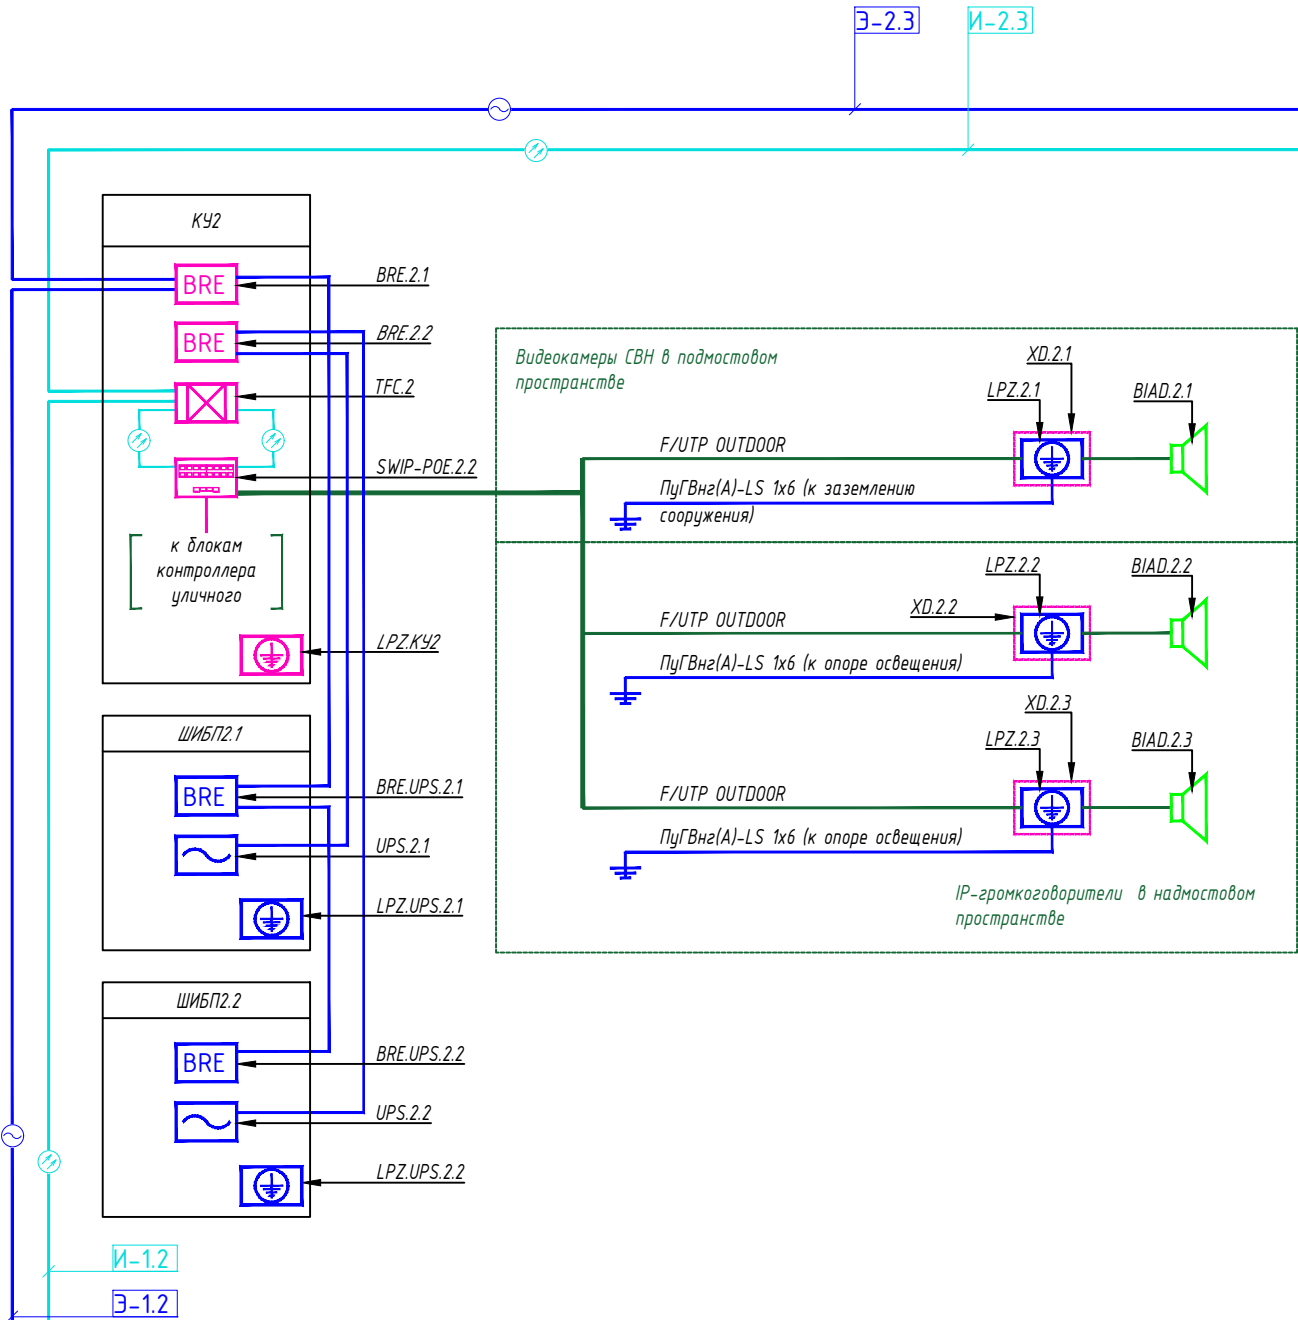 Э-2.3
И-2.3
КУ2
BRE
BRE.2.1
BRE
BRE.2.2
TFC.2
SWIP-POE.2.2
к блокам
контроллера
уличного
LPZ.КУ2
ШИБП2.1
BRE
BRE.UPS.2.1
UPS.2.1
LPZ.UPS.2.1
ШИБП2.2
BRE
BRE.UPS.2.2
UPS.2.2
LPZ.UPS.2.2
И-1.2
Э-1.2
Видеокамеры СВН в подмостовом
пространстве
XD.2.1
LPZ.2.1
BIAD.2.1
F/UTP OUTDOOR
ПуГВнг(А)-LS 1x6 (к заземлению
сооружения)
LPZ.2.2
BIAD.2.2
XD.2.2
F/UTP OUTDOOR
ПуГВнг(А)-LS 1x6 (к опоре освещения)
XD.2.3
LPZ.2.3
BIAD.2.3
F/UTP OUTDOOR
ПуГВнг(А)-LS 1x6 (к опоре освещения)
IP-громкоговорители в надмостовом
пространстве